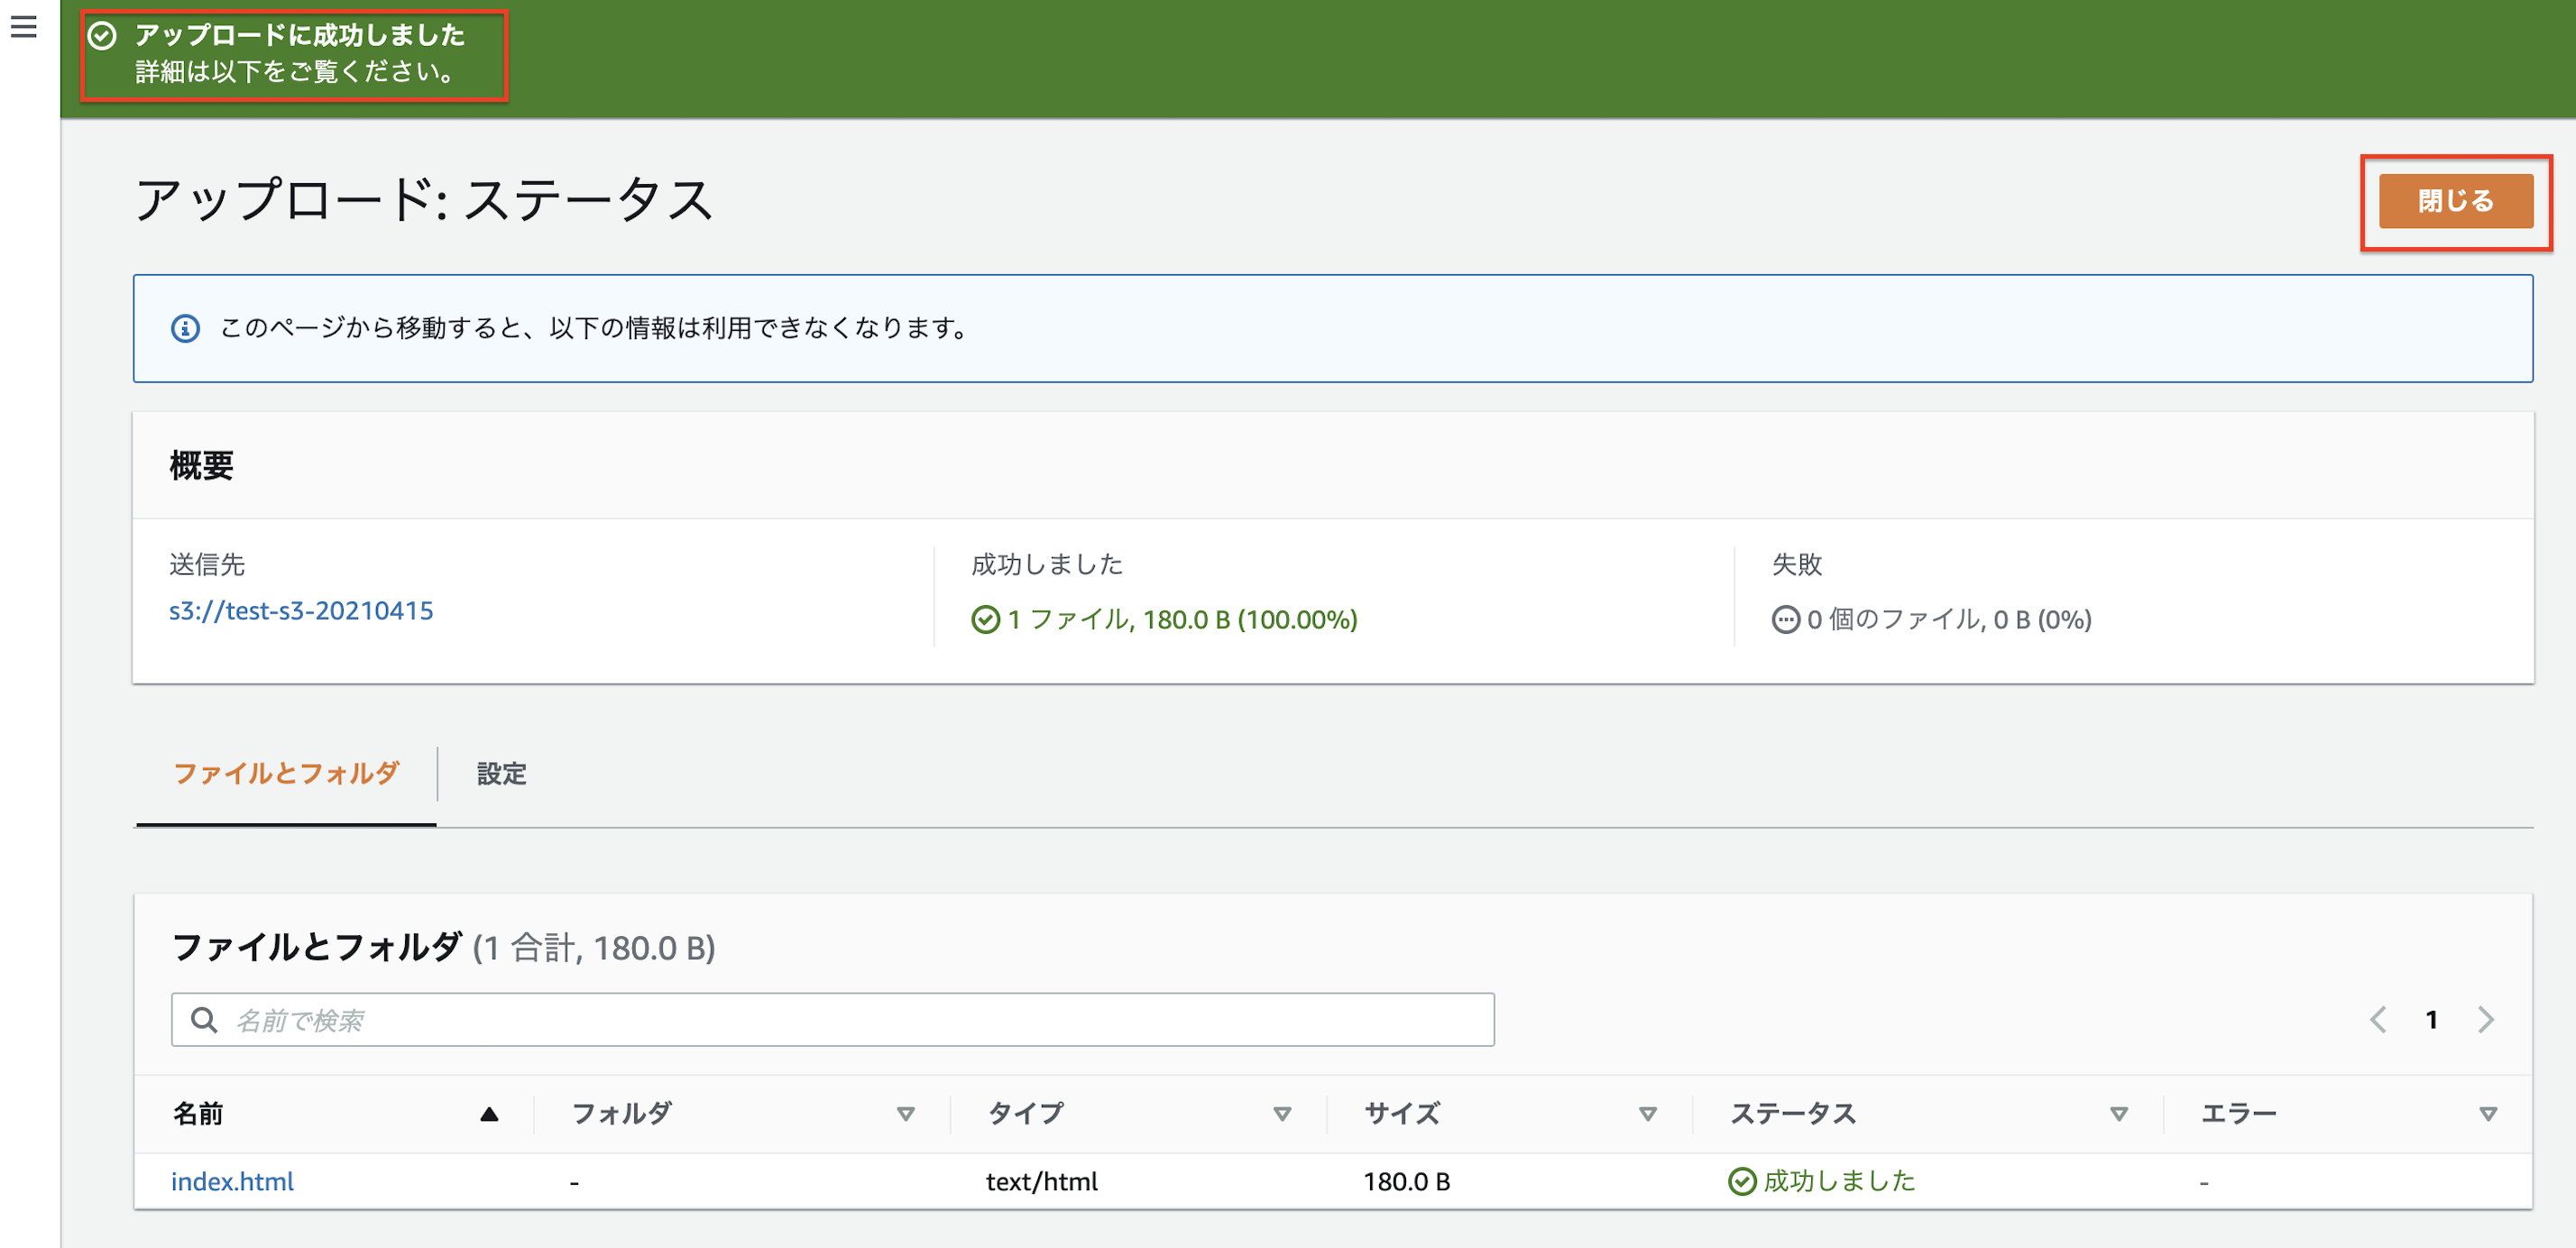 アップロードに成功しました
詳細は以下をご覧ください。
アップロード: ステータス
閉じる
このページから移動すると、以下の情報は利用できなくなります。
概要
送信先
s3://test-s3-20210415
成功しました
1 ファイル, 180.0 B (100.00%)
失敗
0 個のファイル, 0 B (0%)
ファイルとフォルダ
設定
ファイルとフォルダ (1 合計, 180.0 B)
名前で検索
1
名前 フォルダ タイプ サイズ ステータス エラー
index.html - text/html 180.0 B 成功しました -